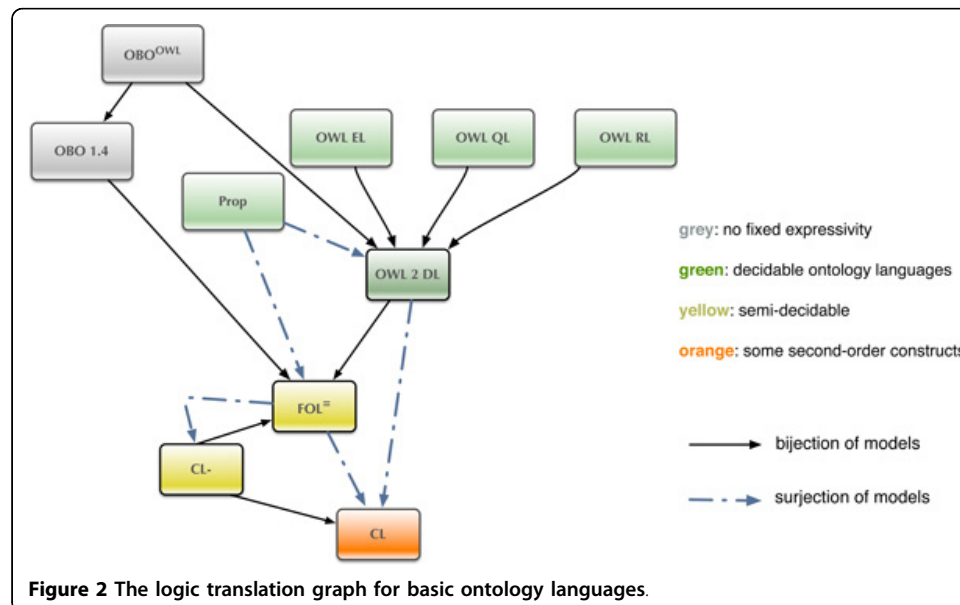 OBO^OWL
OBO 1.4
OWL EL
OWL QL
OWL RL
Prop
OWL 2 DL
FOL^=
CL-
CL
grey: no fixed expressivity
green: decidable ontology languages
yellow: semi-decidable
orange: some second-order constructs
bijection of models
surjection of models
Figure 2 The logic translation graph for basic ontology languages.